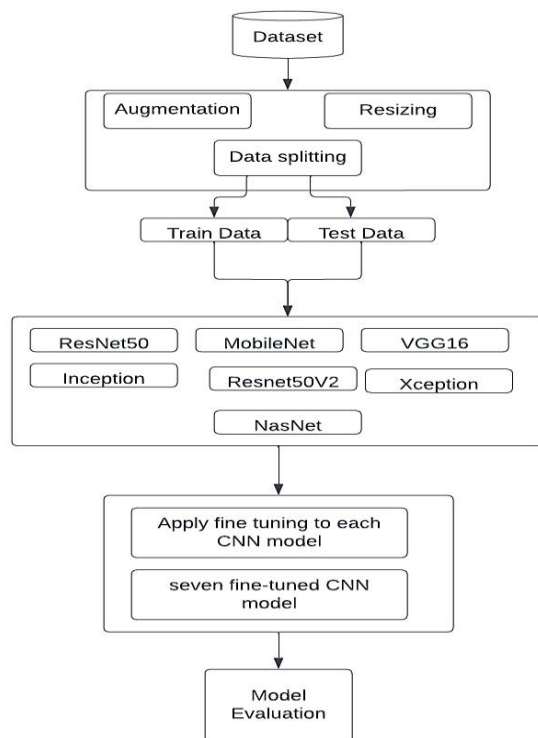 Dataset
Augmentation
Resizing
Data splitting
Train Data
Test Data
ResNet50
MobileNet
VGG16
Inception
Resnet50V2
Xception
NasNet
Apply fine tuning to each
CNN model
seven fine-tuned CNN
model
Model
Evaluation